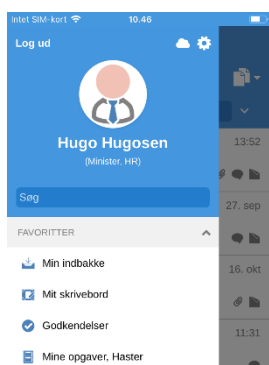 Intet SIM-kort 10.46
Log ud
Hugo Hugosen
(Minister, HR)
13:52
Søg
27. sep
FAVORITTER
Min indbakke
16. okt
Mit skrivebord
Godkendelser
11:31
Mine opgaver, Haster